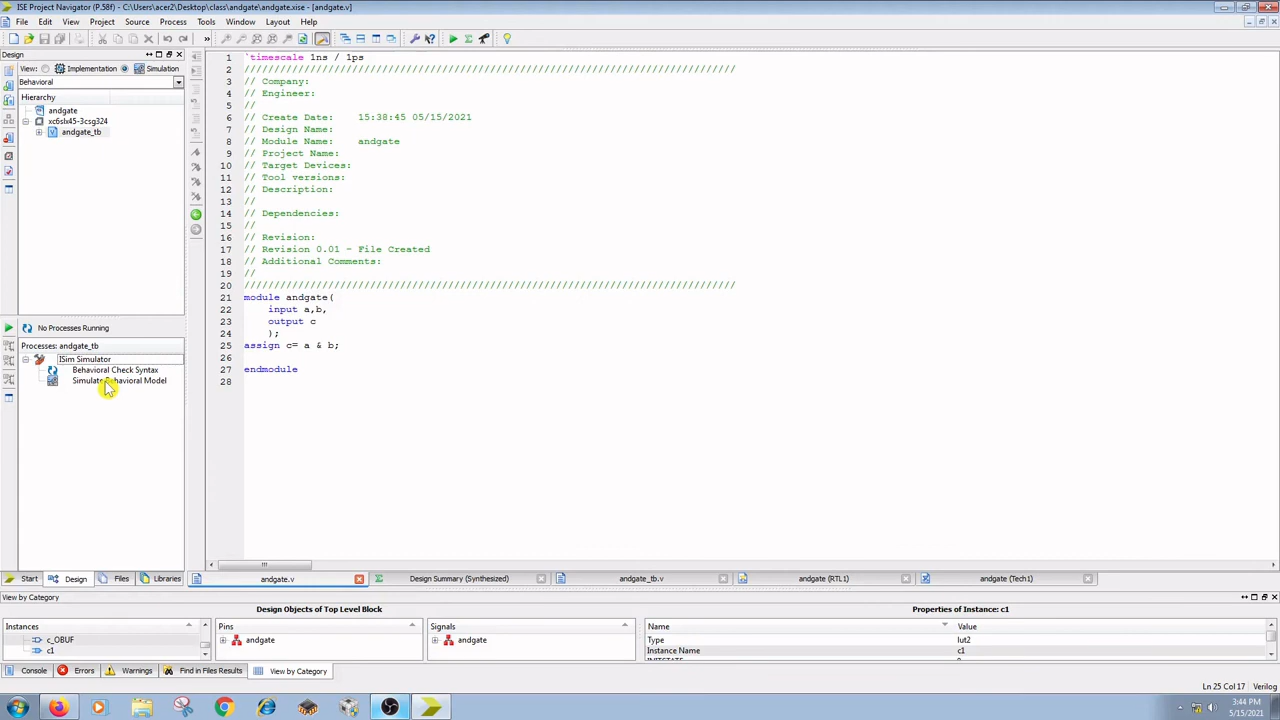 ISE Project Navigator (P.58f) - C:\Users\acer2\Desktop\class\andgate\andgate.xise - [andgate.v]
File Edit View Project Source Process Tools Window Layout Help
Design
View: Implementation Simulation
Behavioral
Hierarchy
andgate
xc6slx45-3csg324
andgate_tb
No Processes Running
Processes: andgate_tb
ISim Simulator
Behavioral Check Syntax
Simulate Behavioral Model
Start Design Files Libraries
1 `timescale 1ns / 1ps
2 //////////////////////////////////////////////////////////////////////////////////
3 // Company:
4 // Engineer:
5 //
6 // Create Date: 15:38:45 05/15/2021
7 // Design Name:
8 // Module Name: andgate
9 // Project Name:
10 // Target Devices:
11 // Tool versions:
12 // Description:
13 //
14 // Dependencies:
15 //
16 // Revision:
17 // Revision 0.01 - File Created
18 // Additional Comments:
19 //
20 //////////////////////////////////////////////////////////////////////////////////
21 module andgate(
22 input a,b,
23 output c
24 );
25 assign c= a & b;
26
27 endmodule
28
andgate.v Design Summary (Synthesized) andgate_tb.v andgate (RTL1) andgate (Tech1)
View by Category
Design Objects of Top Level Block Properties of Instance: c1
Instances Pins Signals Name Value
c_OBUF andgate andgate Type lut2
c1 Instance Name c1
Console Errors Warnings Find in Files Results View by Category
Ln 25 Col 17 Verilog
3:44 PM
5/15/2021